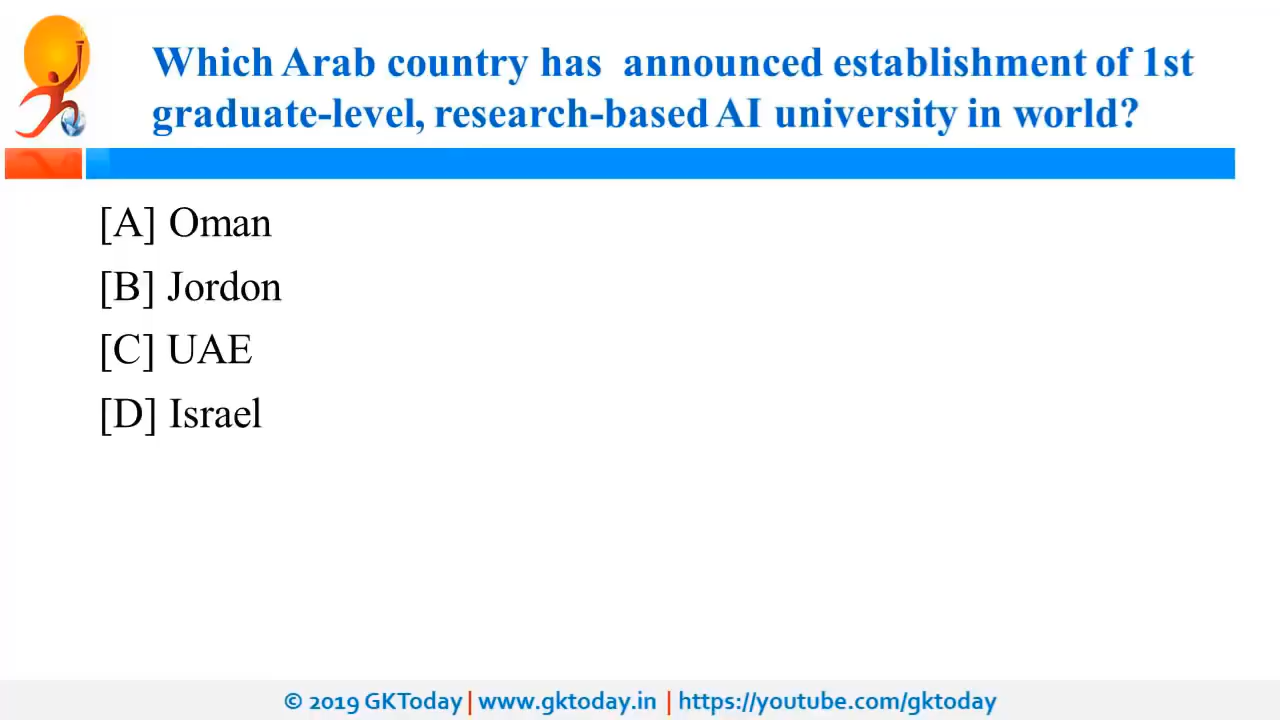 Which Arab country has announced establishment of 1st
graduate-level, research-based AI university in world?
[A] Oman
[B] Jordon
[C] UAE
[D] Israel
© 2019 GKToday | www.gktoday.in | https://youtube.com/gktoday